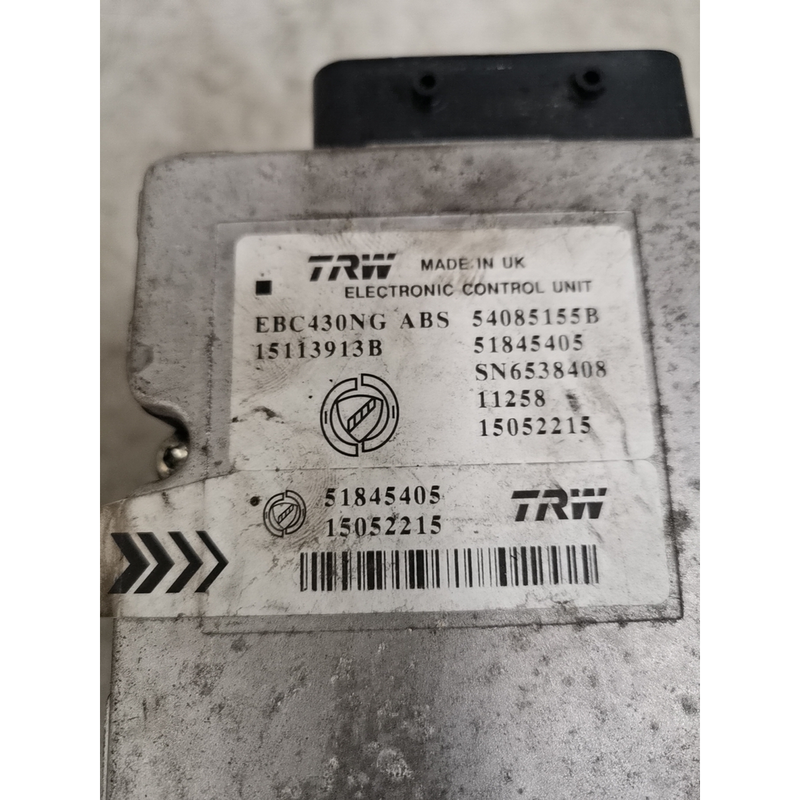 TRW MADE IN UK
ELECTRONIC CONTROL UNIT
EBC430NG ABS 54085155B
15113913B 51845405
SN6538408
11258
15052215
51845405
15052215
TRW